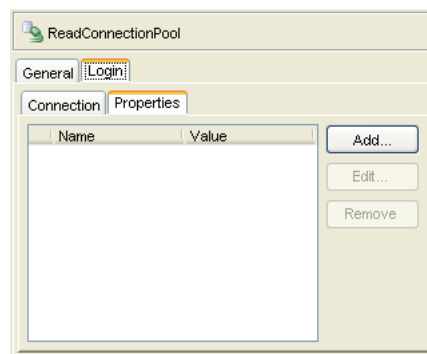 ReadConnectionPool
General Login
Connection Properties
Name Value
Add...
Edit...
Remove